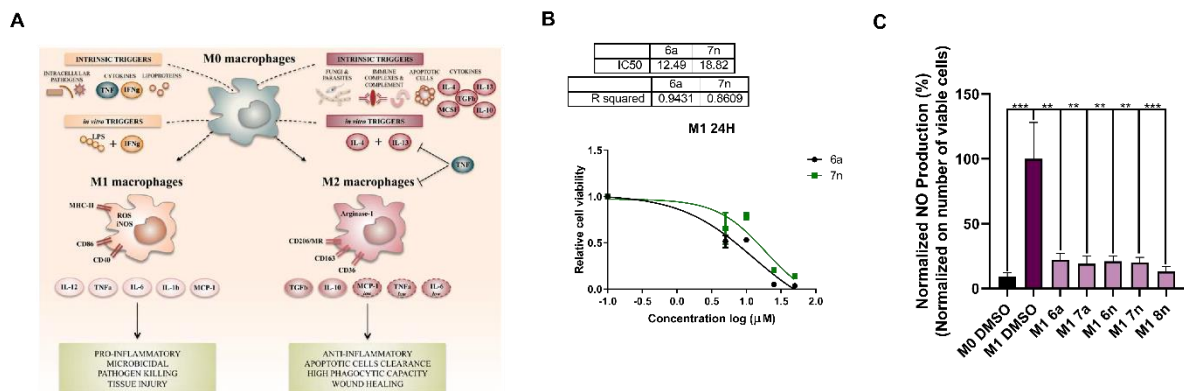 A
M0 macrophages
INTRINSIC TRIGGERS
INTRACELLULAR
PATHOGENS
CYTOKINES
LIPOPROTEINS
TNF
IFNg
in vitro TRIGGERS
LPS
+
IFNg
INTRINSIC TRIGGERS
FUNGI &
PARASITES
IMMUNE
COMPLEXES &
COMPLEMENT
APOPTOTIC
CELLS
CYTOKINES
IL-4
IL-13
TGFb
MCSF
IL-10
in vitro TRIGGERS
IL-4
+
IL-13
TNF
M1 macrophages
MHC-II
ROS
iNOS
CD86
CD40
IL-12
TNFa
IL-6
IL-1b
MCP-1
PRO-INFLAMMATORY
MICROBICIDAL
PATHOGEN KILLING
TISSUE INJURY
M2 macrophages
Arginase-1
CD206/MR
CD163
CD36
TGFb
IL-10
MCP-1
low
TNFa
low
IL-6
low
ANTI-INFLAMMATORY
APOPTOTIC CELLS CLEARANCE
HIGH PHAGOCYTIC CAPACITY
WOUND HEALING
B
6a 7n
IC50 12.49 18.82
6a 7n
R squared 0.9431 0.8609
M1 24H
6a
7n
Relative cell viability
1.0
0.5
0.0
-1.0 -0.5 0.0 0.5 1.0 1.5 2.0
Concentration log (μM)
C
Normalized NO Production (%)
(Normalized on number of viable cells)
150
100
50
0
*** ** ** ** ** ***
M0 DMSO
M1 DMSO
M1 6a
M1 7a
M1 6n
M1 7n
M1 8n